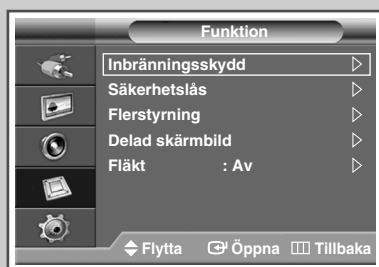 Funktion
Inbränningsskydd
Säkerhetslås
Flerstyrning
Delad skärmbild
Fläkt : Av
Flytta Öppna Tillbaka